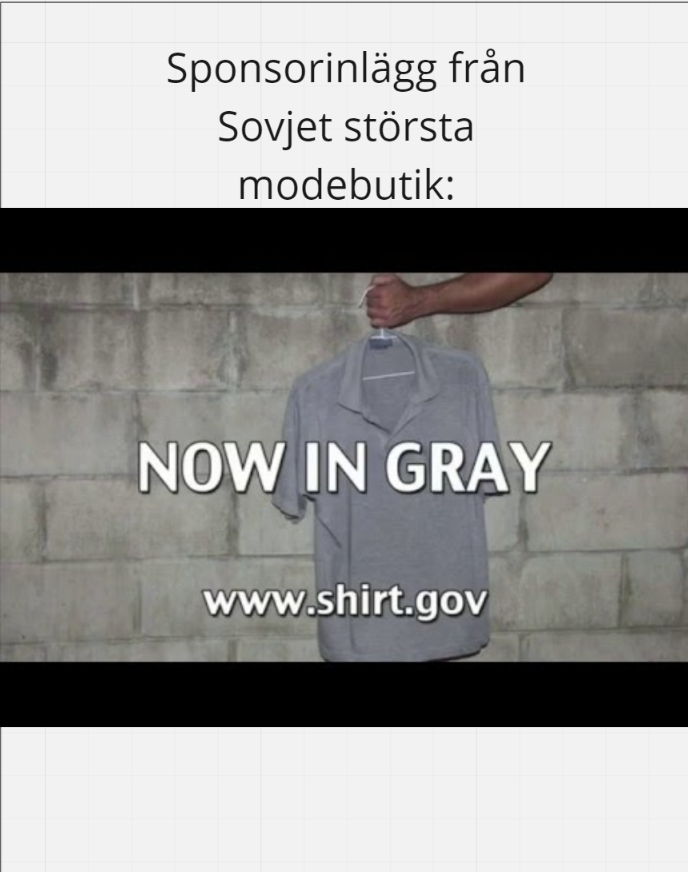 Sponsorinlägg från
Sovjet största
modebutik:
NOW IN GRAY
www.shirt.gov